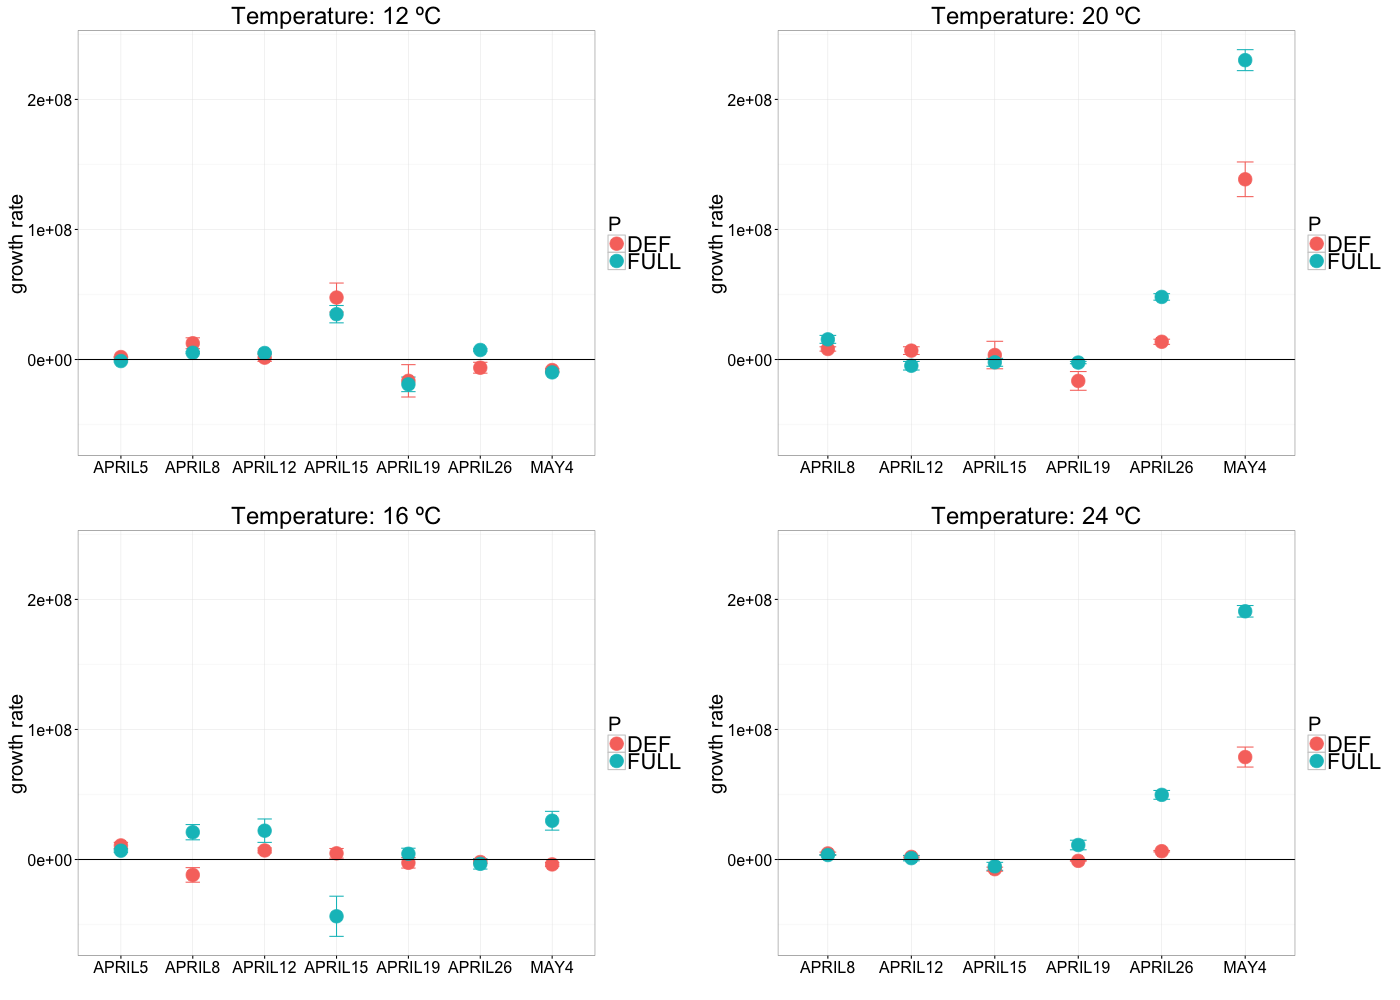 Temperature: 12 ºC
growth rate
2e+08
1e+08
0e+00
APRIL5 APRIL8 APRIL12 APRIL15 APRIL19 APRIL26 MAY4
P
DEF
FULL
Temperature: 20 ºC
growth rate
2e+08
1e+08
0e+00
APRIL8 APRIL12 APRIL15 APRIL19 APRIL26 MAY4
P
DEF
FULL
Temperature: 16 ºC
growth rate
2e+08
1e+08
0e+00
APRIL5 APRIL8 APRIL12 APRIL15 APRIL19 APRIL26 MAY4
P
DEF
FULL
Temperature: 24 ºC
growth rate
2e+08
1e+08
0e+00
APRIL8 APRIL12 APRIL15 APRIL19 APRIL26 MAY4
P
DEF
FULL